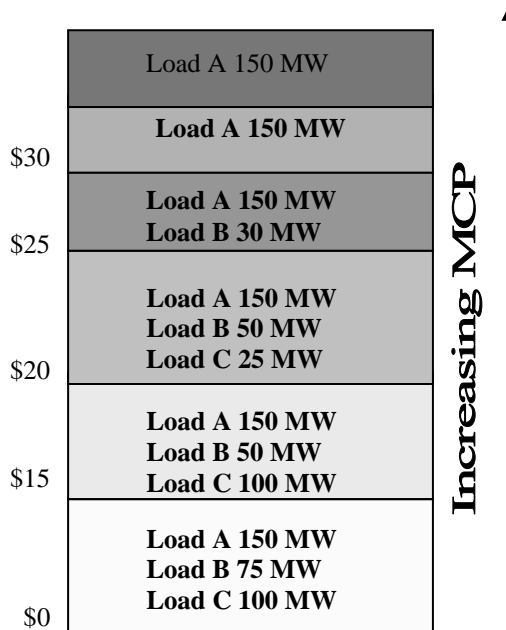 Load A 150 MW
Load A 150 MW
$30
Load A 150 MW
Load B 30 MW
$25
Load A 150 MW
Load B 50 MW
Load C 25 MW
$20
Load A 150 MW
Load B 50 MW
$15
Load C 100 MW
Load A 150 MW
Load B 75 MW
Load C 100 MW
$0
Increasing MCP